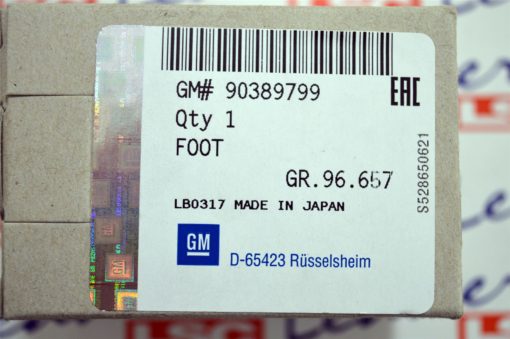 GM# 90389799
EAC
Qty 1
FOOT
GR.96.657
LB0317 MADE IN JAPAN
S528650621
GM
D-65423 Rüsselsheim